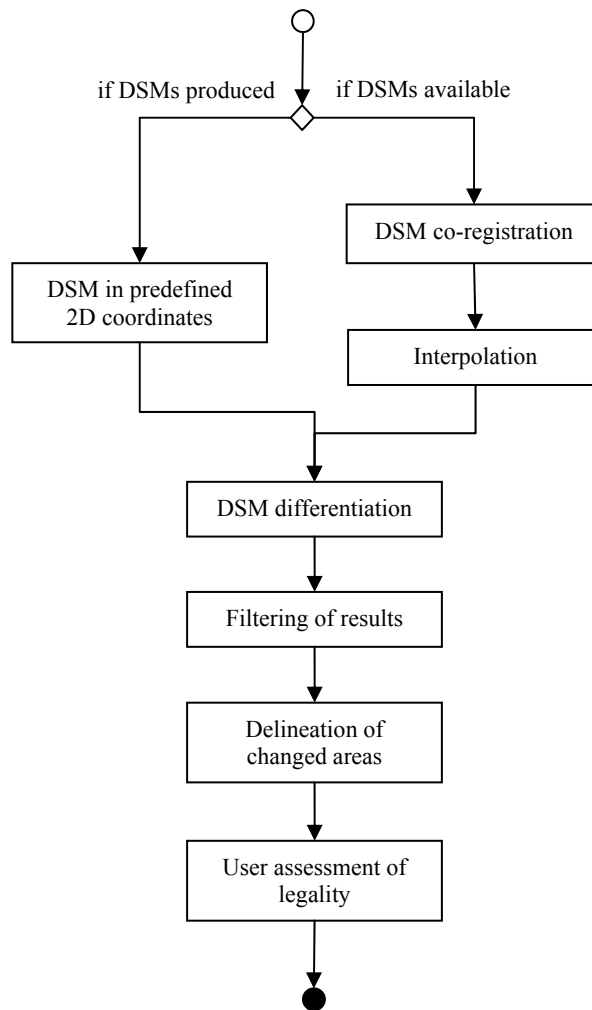 if DSMs produced
if DSMs available
DSM co-registration
DSM in predefined
2D coordinates
Interpolation
DSM differentiation
Filtering of results
Delineation of
changed areas
User assessment of
legality